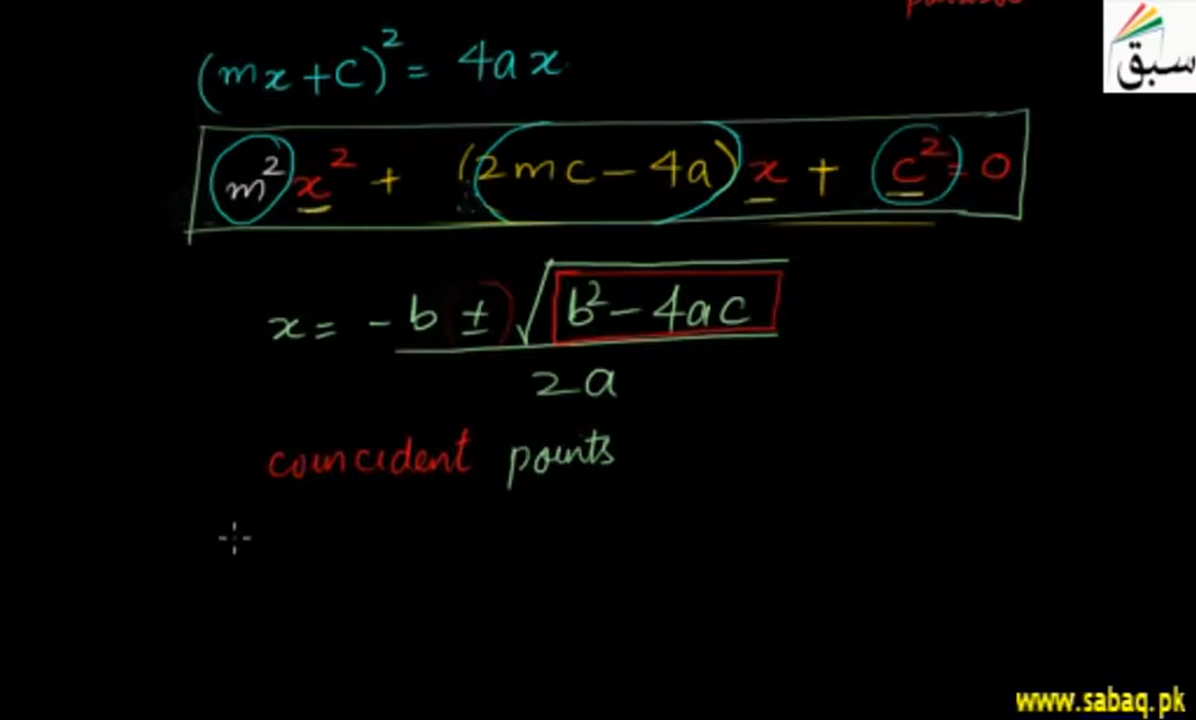 سبق
(mx+c)² = 4ax
m²x² + (2mc−4a)x + c² = 0
x = −b ± √(b²−4ac) / 2a
coincident points
www.sabaq.pk